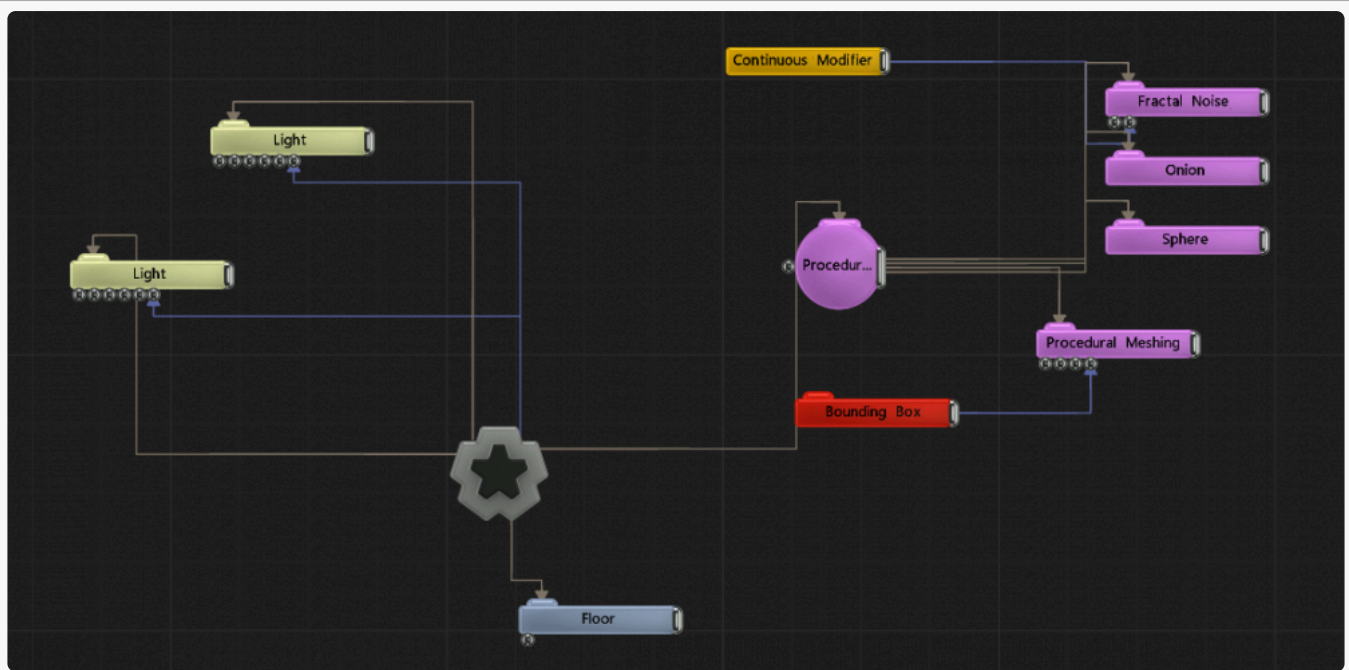 Continuous Modifier
Fractal Noise
Light
Onion
Sphere
Procedur...
Light
Procedural Meshing
Bounding Box
Floor